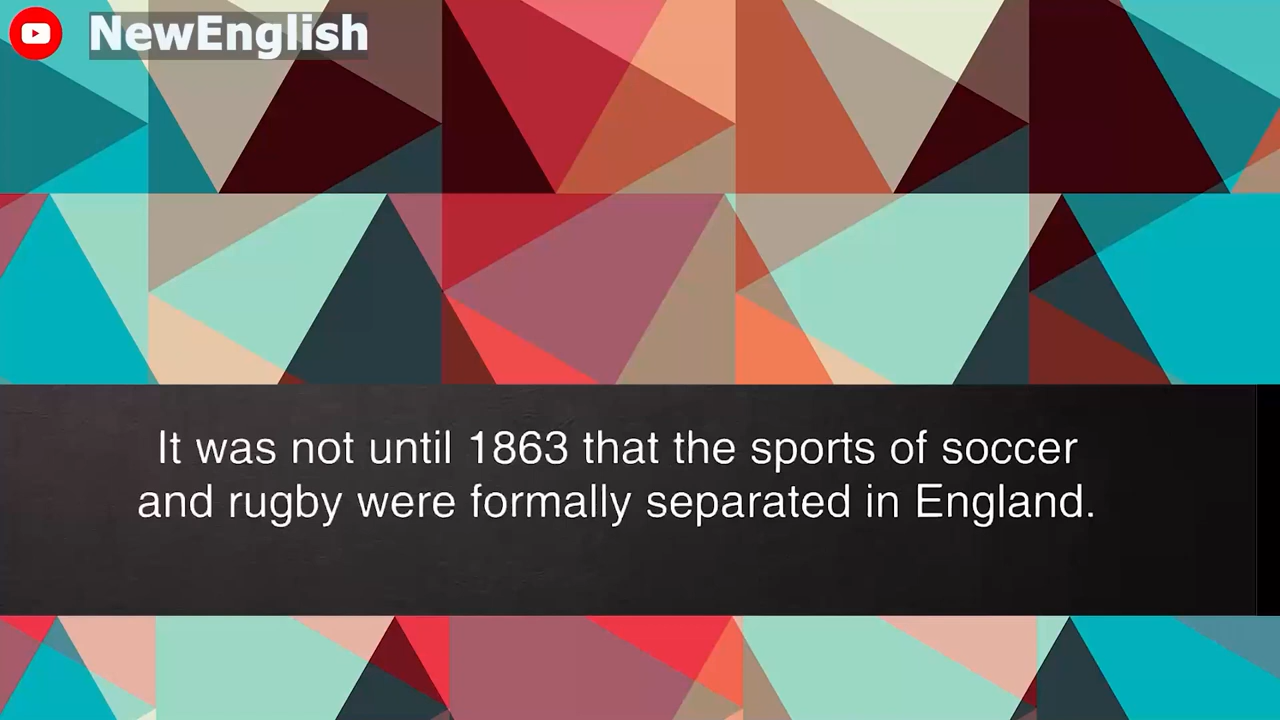 NewEnglish
It was not until 1863 that the sports of soccer
and rugby were formally separated in England.